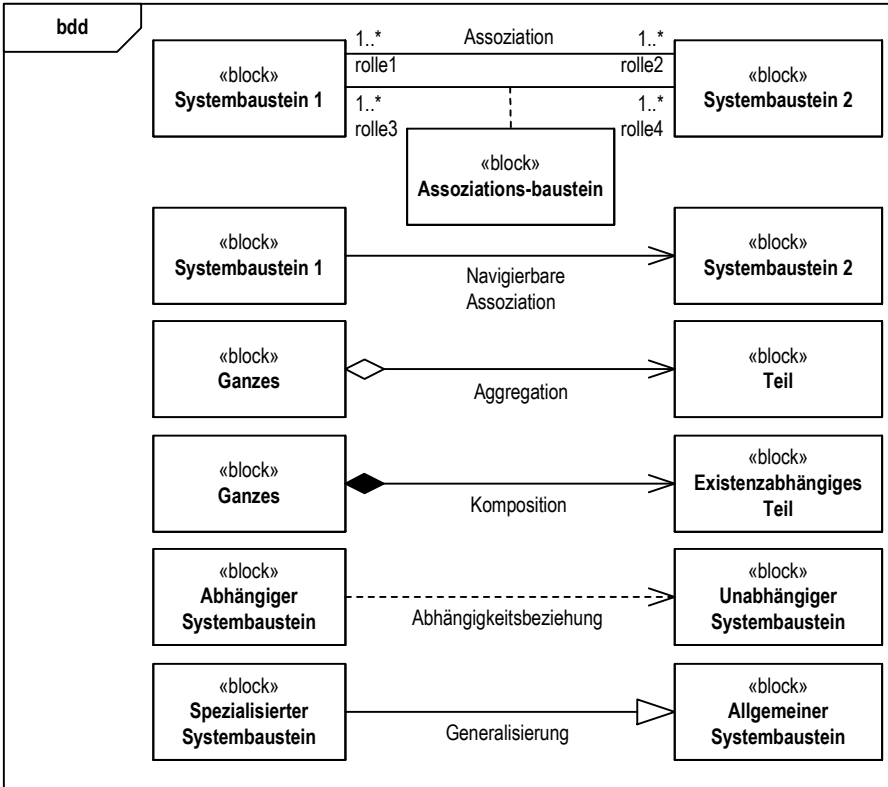 bdd
1..*
Assoziation
1..*
rolle1
rolle2
«block»
Systembaustein 1
«block»
Systembaustein 2
1..*
rolle3
1..*
rolle4
«block»
Assoziations-baustein
«block»
Systembaustein 1
«block»
Systembaustein 2
Navigierbare
Assoziation
«block»
Ganzes
«block»
Teil
Aggregation
«block»
Ganzes
«block»
Existenzabhängiges
Teil
Komposition
«block»
Abhängiger
Systembaustein
«block»
Unabhängiger
Systembaustein
Abhängigkeitsbeziehung
«block»
Spezialisierter
Systembaustein
«block»
Allgemeiner
Systembaustein
Generalisierung